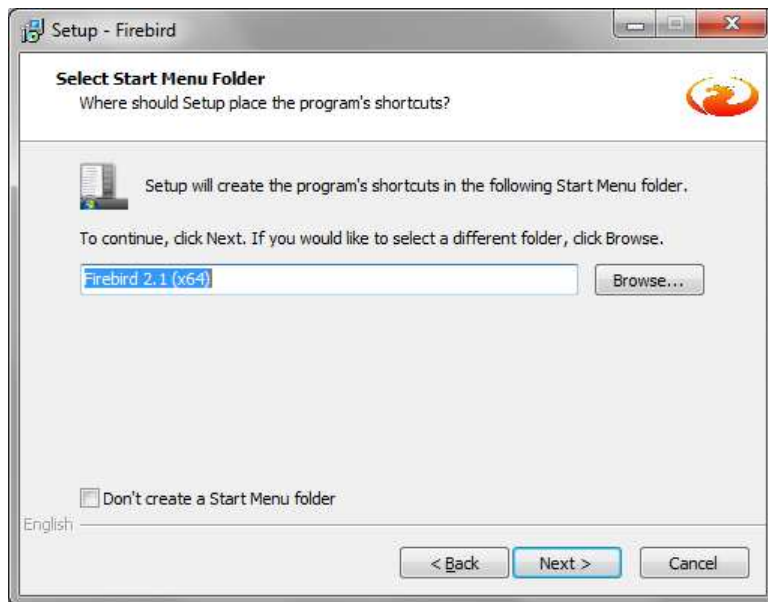 Setup - Firebird
Select Start Menu Folder
Where should Setup place the program's shortcuts?
Setup will create the program's shortcuts in the following Start Menu folder.
To continue, click Next. If you would like to select a different folder, click Browse.
Firebird 2.1 (x64)
Browse...
Don't create a Start Menu folder
English
< Back
Next >
Cancel